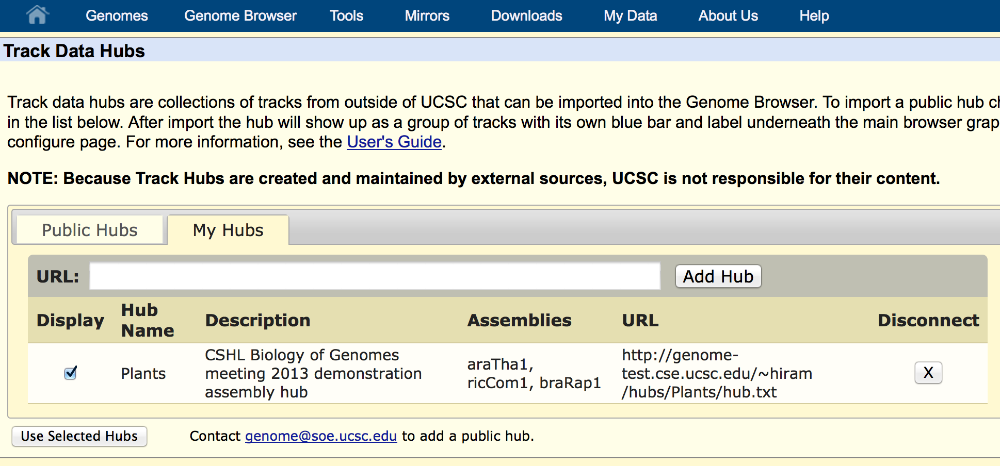 Genomes Genome Browser Tools Mirrors Downloads My Data About Us Help
Track Data Hubs
Track data hubs are collections of tracks from outside of UCSC that can be imported into the Genome Browser. To import a public hub
in the list below. After import the hub will show up as a group of tracks with its own blue bar and label underneath the main browser
configure page. For more information, see the User's Guide.
NOTE: Because Track Hubs are created and maintained by external sources, UCSC is not responsible for their content.
Public Hubs My Hubs
URL: Add Hub
Display Hub Name Description Assemblies URL Disconnect
Plants
CSHL Biology of Genomes
meeting 2013 demonstration
assembly hub
araTha1,
ricCom1, braRap1
http://genome-
test.cse.ucsc.edu/~hiram
/hubs/Plants/hub.txt
X
Use Selected Hubs Contact genome@soe.ucsc.edu to add a public hub.